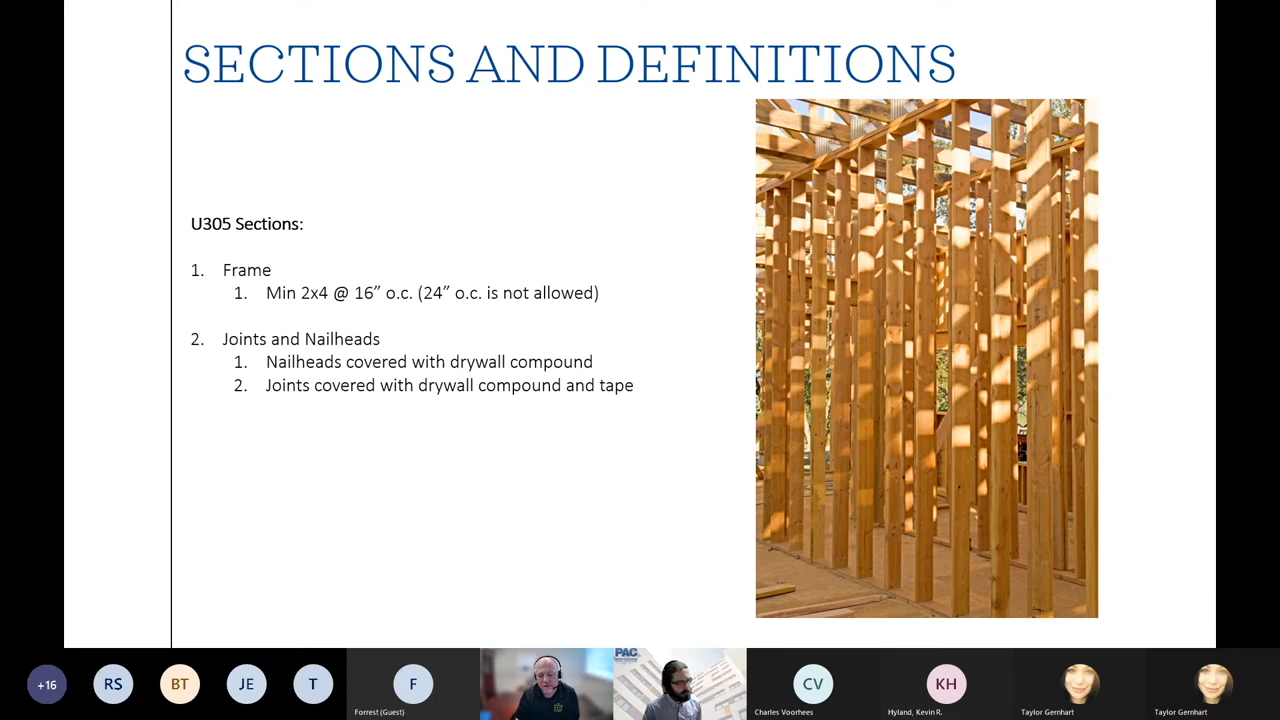 SECTIONS AND DEFINITIONS
U305 Sections:
1. Frame
1. Min 2x4 @ 16” o.c. (24” o.c. is not allowed)
2. Joints and Nailheads
1. Nailheads covered with drywall compound
2. Joints covered with drywall compound and tape
+16
RS
BT
JE
T
F
Forrest (Guest)
PAC
CV
Charles Voorhees
KH
Hyland, Kevin R.
Taylor Gernhart
Taylor Gernhart